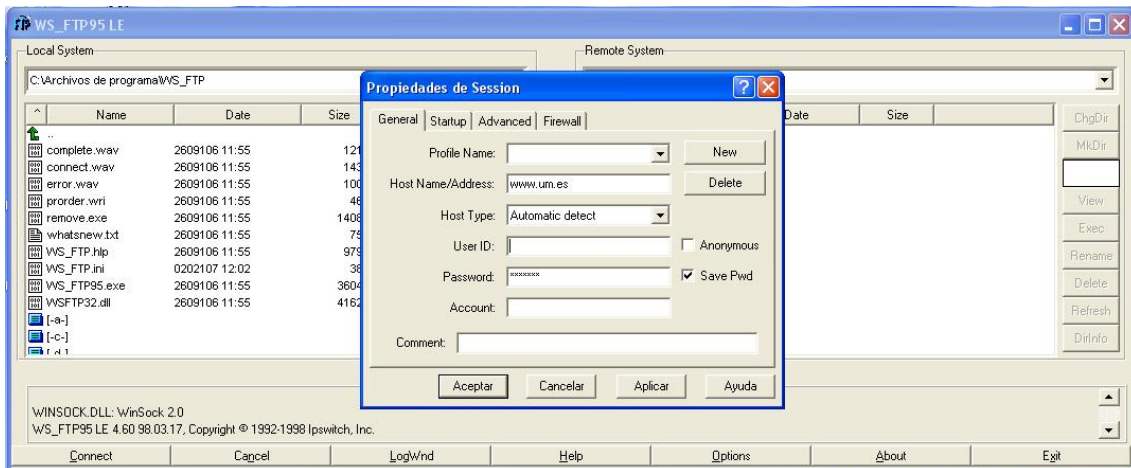 WS_FTP95 LE
Local System
Remote System
C:\Archivos de programa\WS_FTP
^ Name Date Size
Date Size
..
complete.wav 2609106 11:55 121
connect.wav 2609106 11:55 143
error.wav 2609106 11:55 100
prorder.wri 2609106 11:55 46
remove.exe 2609106 11:55 1408
whatsnew.txt 2609106 11:55 75
WS_FTP.hlp 2609106 11:55 979
WS_FTP.ini 0202107 12:02 38
WS_FTP95.exe 2609106 11:55 3604
WSFTP32.dll 2609106 11:55 4162
[-a-]
[-c-]
[-d-]
Propiedades de Session
General Startup Advanced Firewall
Profile Name: New
Host Name/Address: www.um.es Delete
Host Type: Automatic detect
User ID: Anonymous
Password: xxxxxxx Save Pwd
Account:
Comment:
Aceptar Cancelar Aplicar Ayuda
ChgDir
MkDir
View
Exec
Rename
Delete
Refresh
DirInfo
WINSOCK.DLL: WinSock 2.0
WS_FTP95 LE 4.60 98.03.17, Copyright © 1992-1998 Ipswitch, Inc.
Connect Cancel LogWnd Help Options About Exit